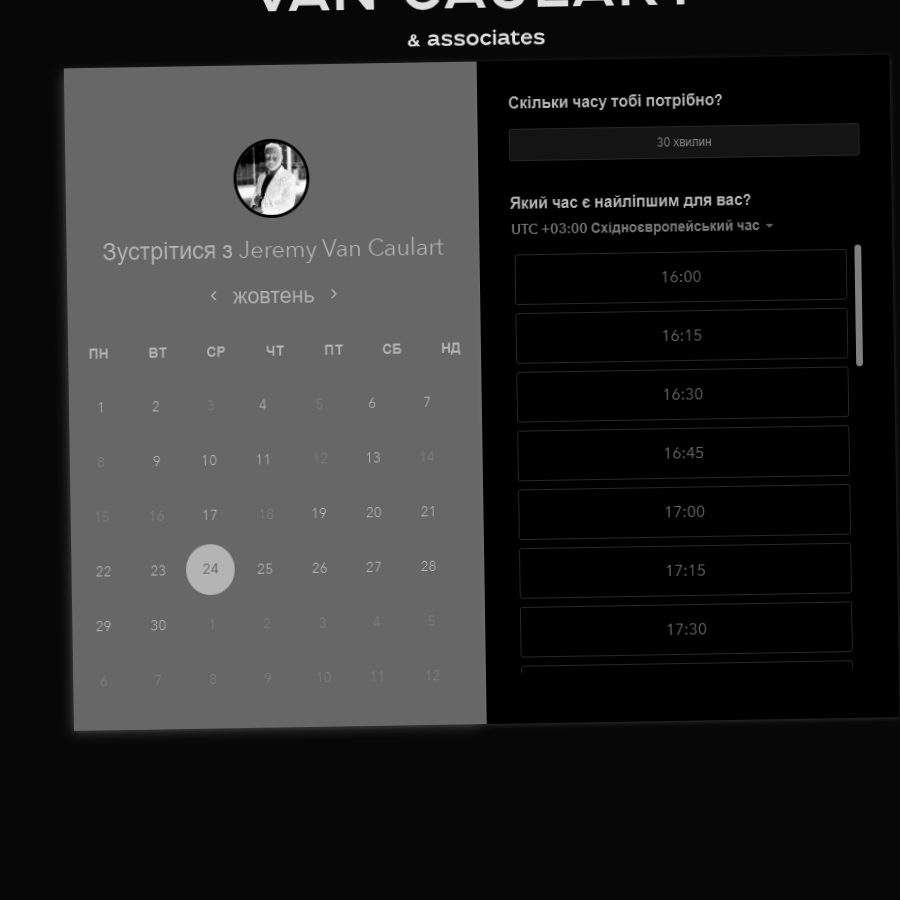 VAN CAULART
& associates
Зустрітися з Jeremy Van Caulart
‹ жовтень ›
ПН ВТ СР ЧТ ПТ СБ НД
1 2 3 4 5 6 7
8 9 10 11 12 13 14
15 16 17 18 19 20 21
22 23 24 25 26 27 28
29 30 1 2 3 4 5
6 7 8 9 10 11 12
Скільки часу тобі потрібно?
30 хвилин
Який час є найліпшим для вас?
UTC +03:00 Східноєвропейський час
16:00
16:15
16:30
16:45
17:00
17:15
17:30